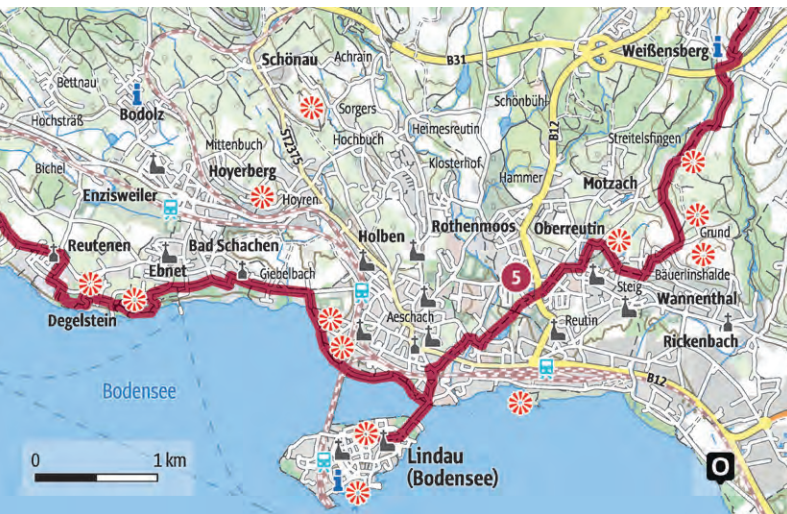 Schönau
Achrain
B31
Weißensberg
i
Bettnau
i
Sorgers
Schönbühl
Bodolz
Hochsträß
ST2375
Heimesreutin
B12
Streitelsfingen
Mittenbuch
Hochbuch
Bichel
Hoyerberg
Klosterhof
Hammer
Motzach
Enzisweiler
Hoyren
Rothenmoos
Oberreutin
Grund
Reutenen
Bad Schachen
Holben
Ebnet
Giebelbach
5
Bäuerlinshalde
Steig
Wannenthal
Degelstein
Aeschach
Reutin
Rickenbach
Bodensee
B12
0
1 km
Lindau
(Bodensee)
i
O